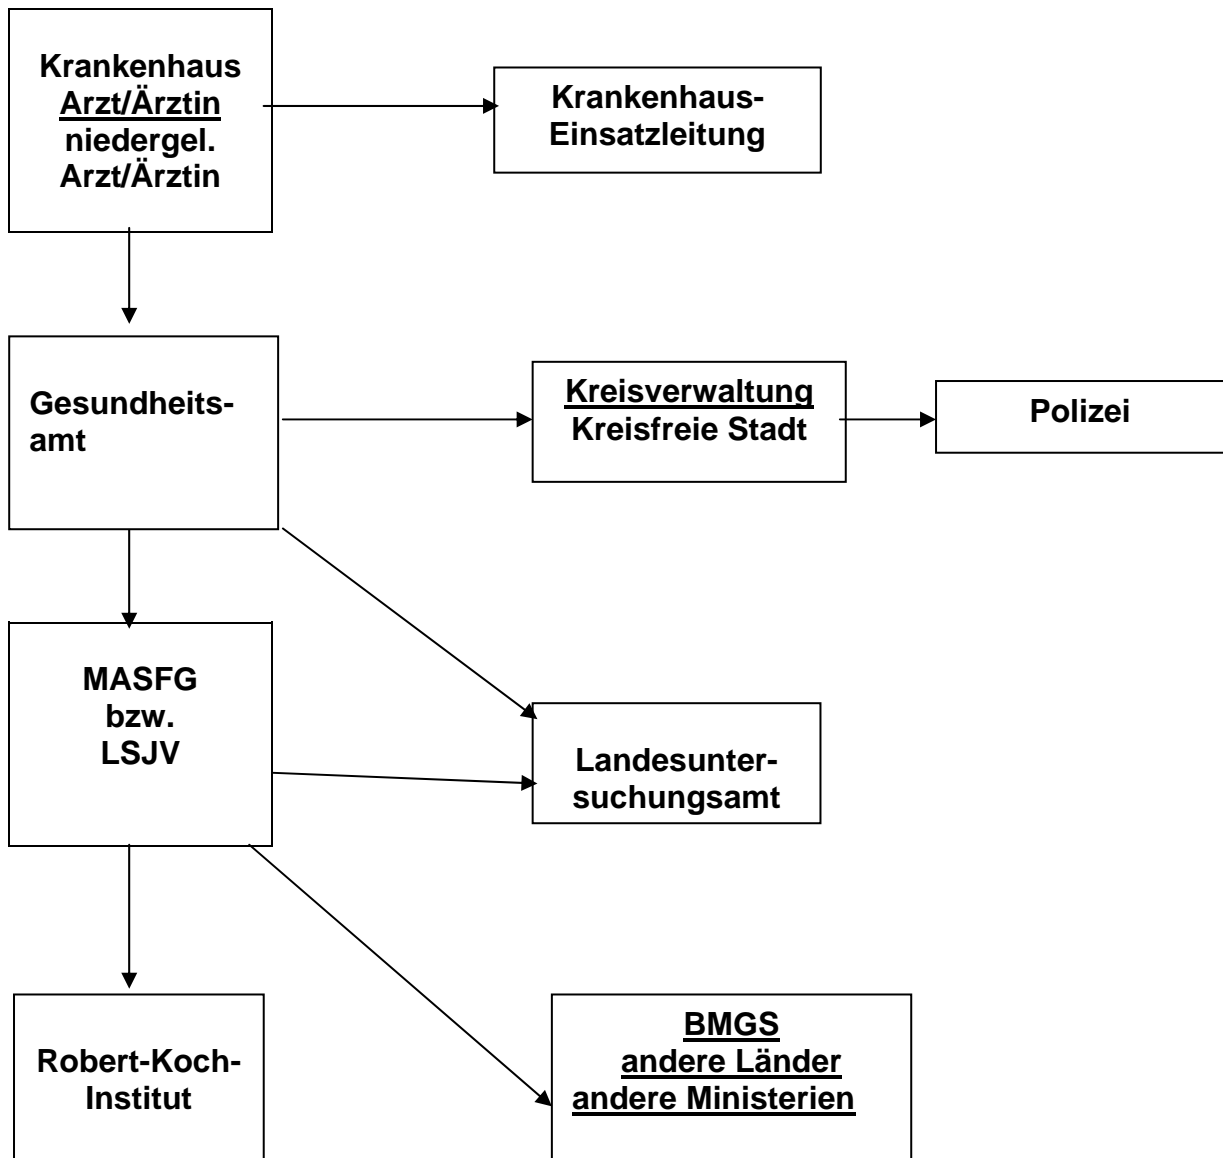 Krankenhaus
Arzt/Ärztin
niedergel.
Arzt/Ärztin
Krankenhaus-
Einsatzleitung
Gesundheits-
amt
Kreisverwaltung
Kreisfreie Stadt
Polizei
MASFG
bzw.
LSJV
Landesunter-
suchungsamt
Robert-Koch-
Institut
BMGS
andere Länder
andere Ministerien